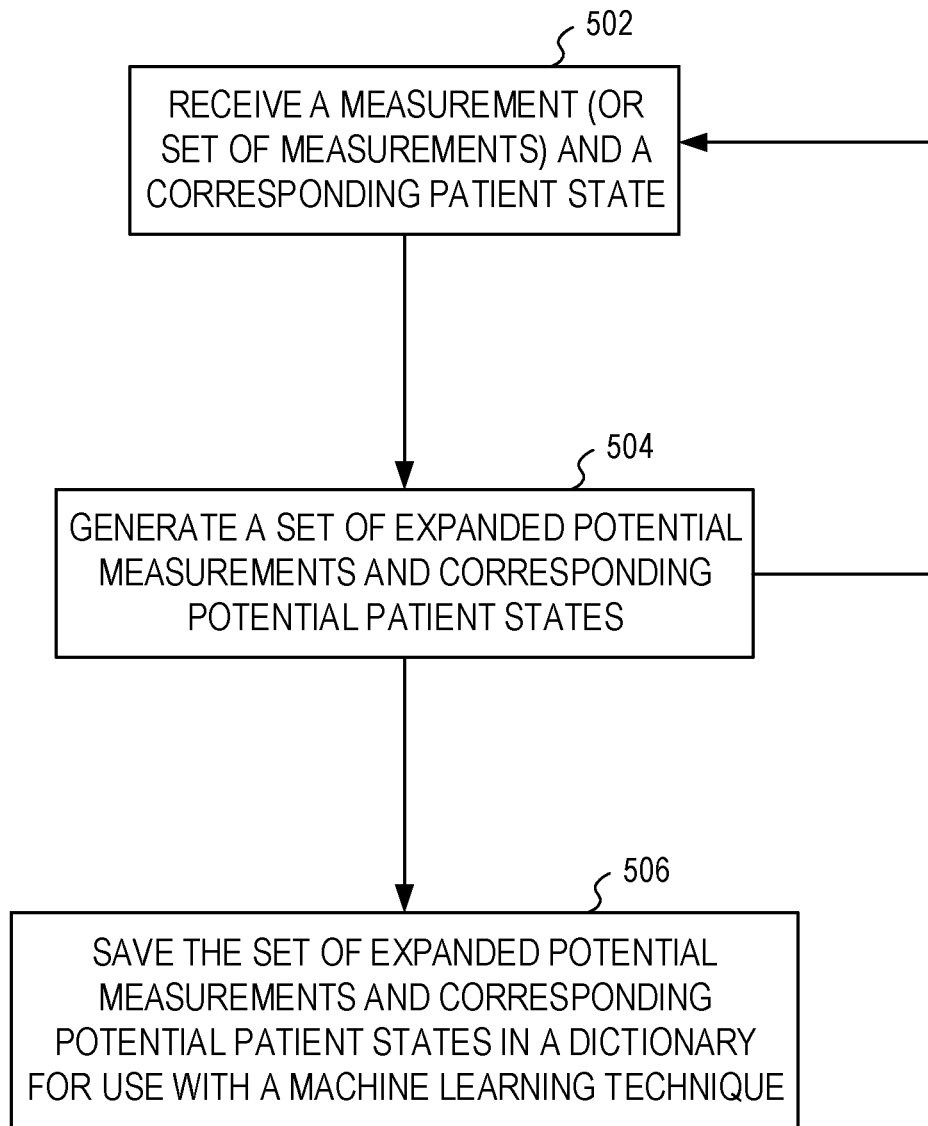 502
RECEIVE A MEASUREMENT (OR
SET OF MEASUREMENTS) AND A
CORRESPONDING PATIENT STATE
504
GENERATE A SET OF EXPANDED POTENTIAL
MEASUREMENTS AND CORRESPONDING
POTENTIAL PATIENT STATES
506
SAVE THE SET OF EXPANDED POTENTIAL
MEASUREMENTS AND CORRESPONDING
POTENTIAL PATIENT STATES IN A DICTIONARY
FOR USE WITH A MACHINE LEARNING TECHNIQUE